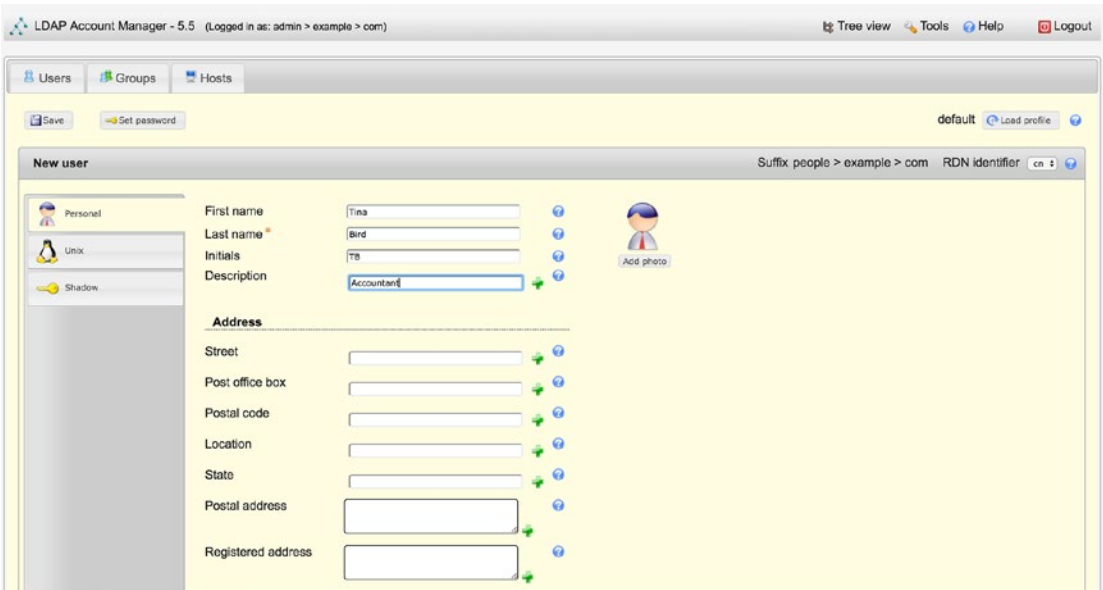 LDAP Account Manager - 5.5 (Logged in as: admin > example > com) Tree view Tools Help Logout
Users Groups Hosts
Save Set password default Load profile
New user Suffix people > example > com RDN identifier cn
Personal
Unix
Shadow
First name Tina
Last name * Bird
Initials TB
Description Accountant
Add photo
Address
Street
Post office box
Postal code
Location
State
Postal address
Registered address